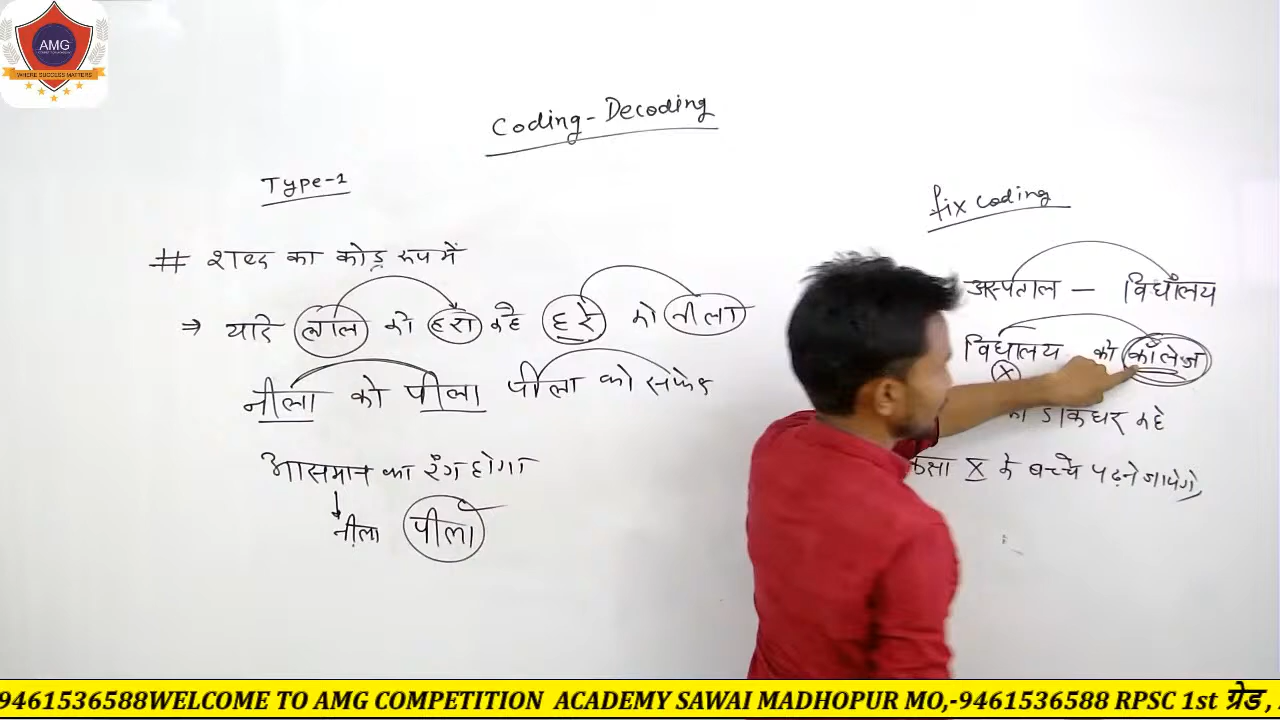 AMG
WHERE SUCCESS MATTERS
Coding-Decoding
Type-1
# शब्द का कोड रूप में
⇒ यदि लाल को हरा कहे हरे को नीला
नीला को पीला पीला को सफेद
आसमान का रंग होगा
नीला पीला
fix coding
अस्पताल — विद्यालय
विद्यालय को कॉलेज
X
को डाकघर कहे
कक्षा X के बच्चे पढ़ने जायेगे,
9461536588WELCOME TO AMG COMPETITION ACADEMY SAWAI MADHOPUR MO,-9461536588 RPSC 1st ग्रेड ,